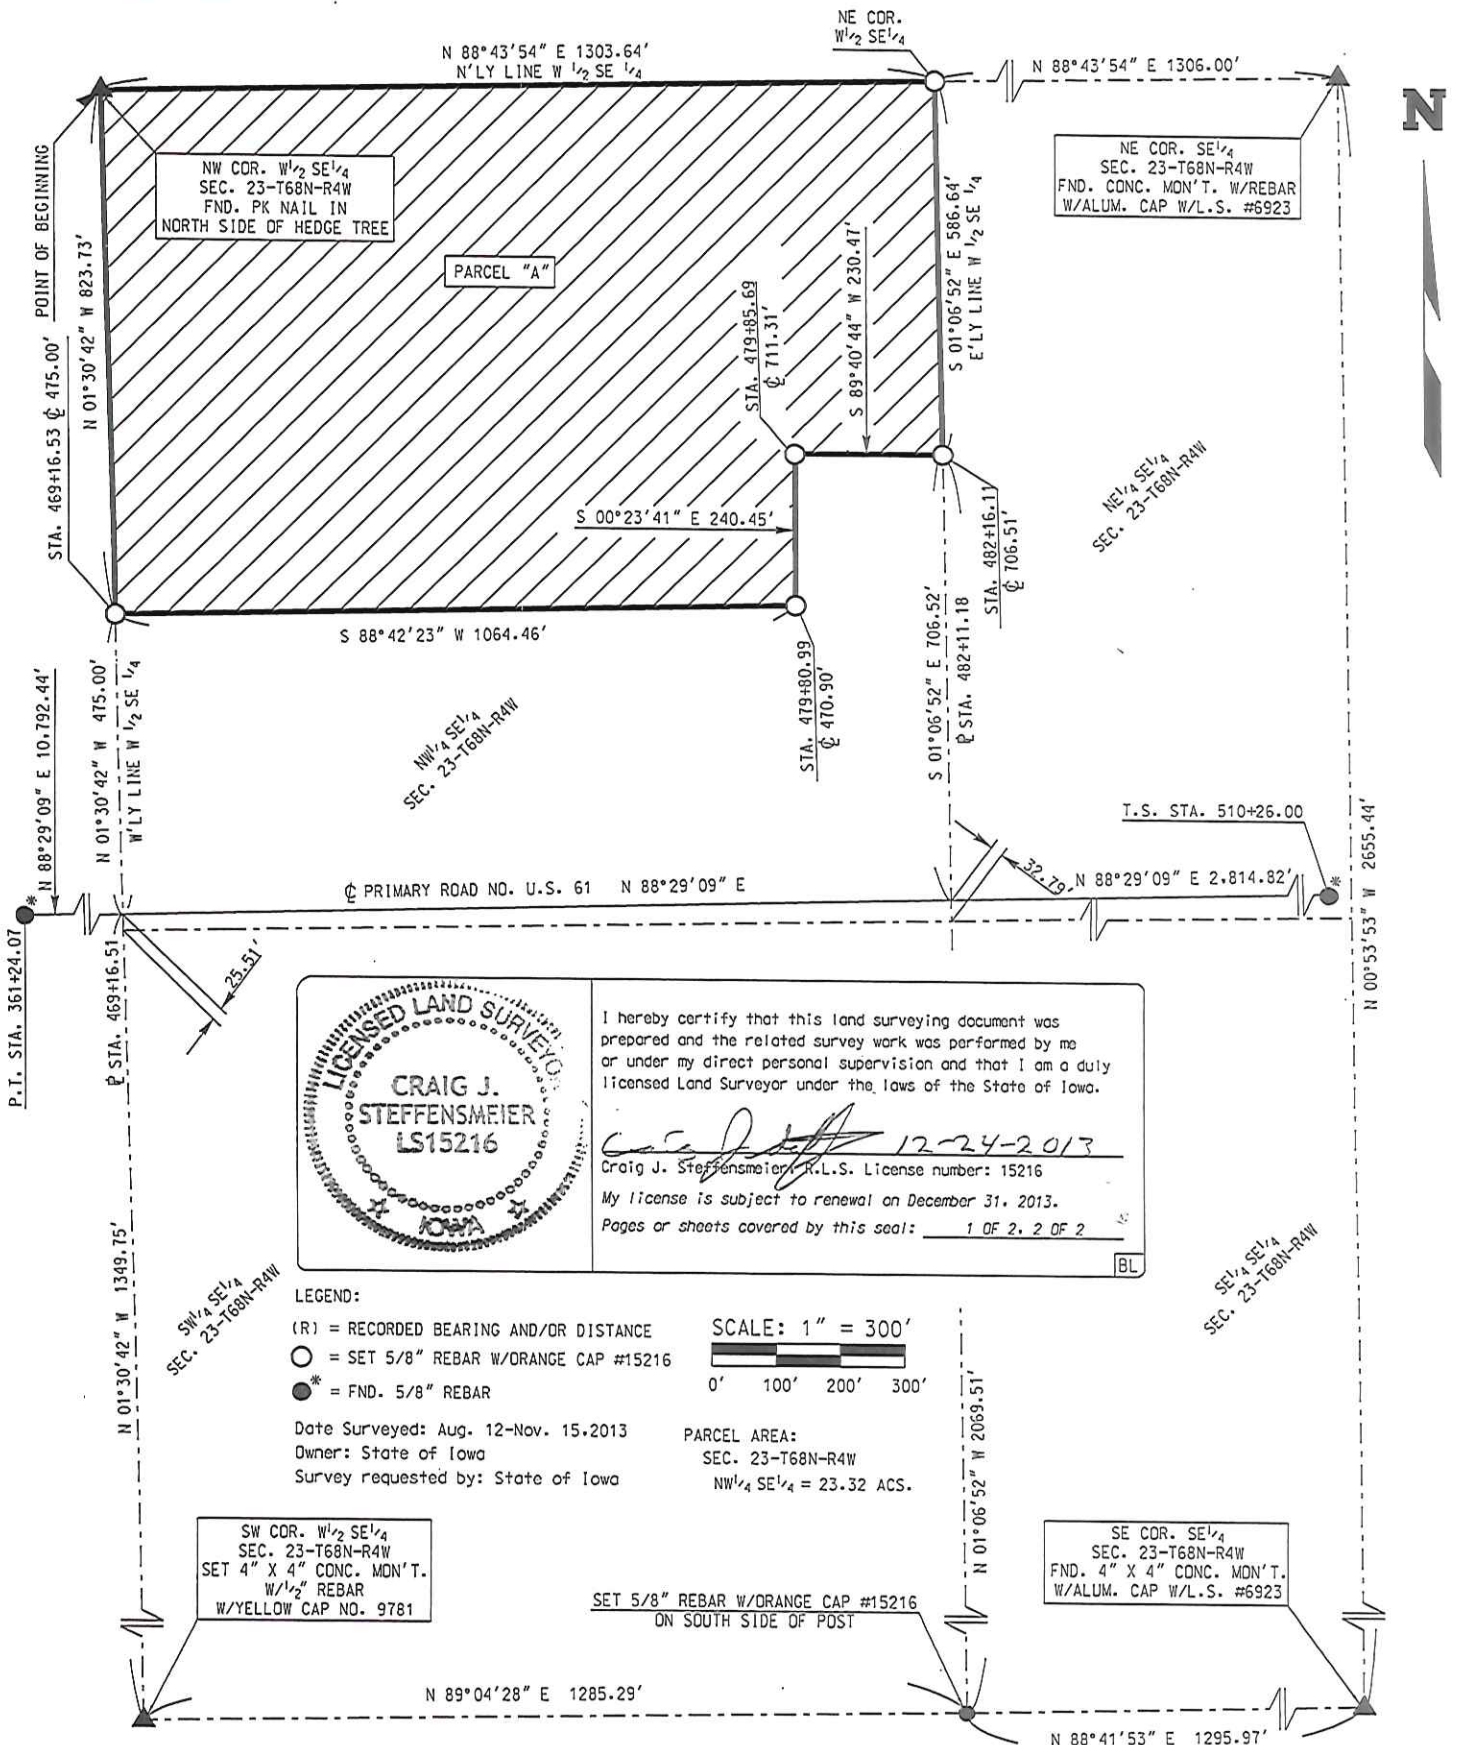 NE COR.
W½ SE¼
N 88°43'54" E 1303.64'
N'LY LINE W ½ SE ¼
N 88°43'54" E 1306.00'
N
POINT OF BEGINNING
NW COR. W½ SE¼
SEC. 23-T68N-R4W
FND. PK NAIL IN
NORTH SIDE OF HEDGE TREE
NE COR. SE¼
SEC. 23-T68N-R4W
FND. CONC. MON'T. W/REBAR
W/ALUM. CAP W/L.S. #6923
PARCEL "A"
STA. 469+16.53 ℄ 475.00'
N 01°30'42" W 823.73'
STA. 479+85.69
℄ 711.31'
S 89°40'44" W 230.47'
S 01°06'52" E 586.64'
E'LY LINE W ½ SE ¼
S 00°23'41" E 240.45'
NE¼ SE¼
SEC. 23-T68N-R4W
STA. 482+16.11
℄ 706.51'
S 88°42'23" W 1064.46'
STA. 479+80.99
℄ 470.90'
S 01°06'52" E 706.52'
⅊ STA. 482+11.18
N 88°29'09" E 10,792.44'
N 01°30'42" W 475.00'
W'LY LINE W ½ SE ¼
NW¼ SE¼
SEC. 23-T68N-R4W
T.S. STA. 510+26.00
*
℄ PRIMARY ROAD NO. U.S. 61 N 88°29'09" E
32.79'
N 88°29'09" E 2,814.82'
*
N 00°53'53" W 2655.44'
P.T. STA. 361+24.07
⅊ STA. 469+16.51
25.51'
LICENSED LAND SURVEYOR
CRAIG J.
STEFFENSMEIER
LS15216
IOWA
I hereby certify that this land surveying document was
prepared and the related survey work was performed by me
or under my direct personal supervision and that I am a duly
licensed Land Surveyor under the laws of the State of Iowa.
12-24-2013
Craig J. Steffensmeier, R.L.S. License number: 15216
My license is subject to renewal on December 31, 2013.
Pages or sheets covered by this seal: 1 OF 2, 2 OF 2
BL
N 01°30'42" W 1349.75'
SW¼ SE¼
SEC. 23-T68N-R4W
SE¼ SE¼
SEC. 23-T68N-R4W
LEGEND:
(R) = RECORDED BEARING AND/OR DISTANCE
= SET 5/8" REBAR W/ORANGE CAP #15216
* = FND. 5/8" REBAR
SCALE: 1" = 300'
0' 100' 200' 300'
Date Surveyed: Aug. 12-Nov. 15,2013
Owner: State of Iowa
Survey requested by: State of Iowa
PARCEL AREA:
SEC. 23-T68N-R4W
NW¼ SE¼ = 23.32 ACS.
N 01°06'52" W 2069.51'
SW COR. W½ SE¼
SEC. 23-T68N-R4W
SET 4" X 4" CONC. MON'T.
W/½" REBAR
W/YELLOW CAP NO. 9781
SET 5/8" REBAR W/ORANGE CAP #15216
ON SOUTH SIDE OF POST
SE COR. SE¼
SEC. 23-T68N-R4W
FND. 4" X 4" CONC. MON'T.
W/ALUM. CAP W/L.S. #6923
N 89°04'28" E 1285.29'
N 88°41'53" E 1295.97'